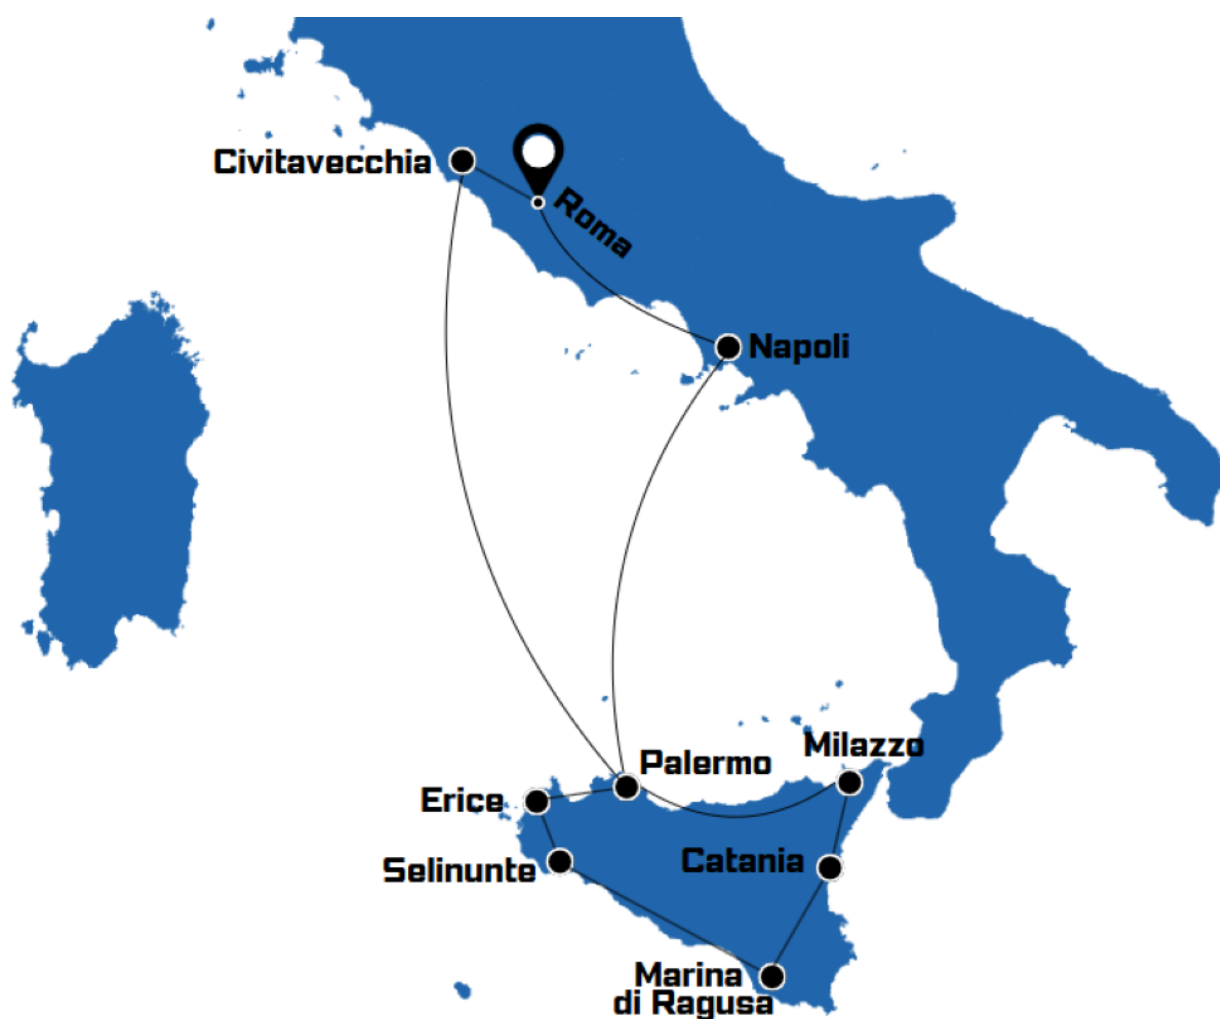 Civitavecchia
Roma
Napoli
Milazzo
Palermo
Erice
Catania
Selinunte
Marina
di Ragusa